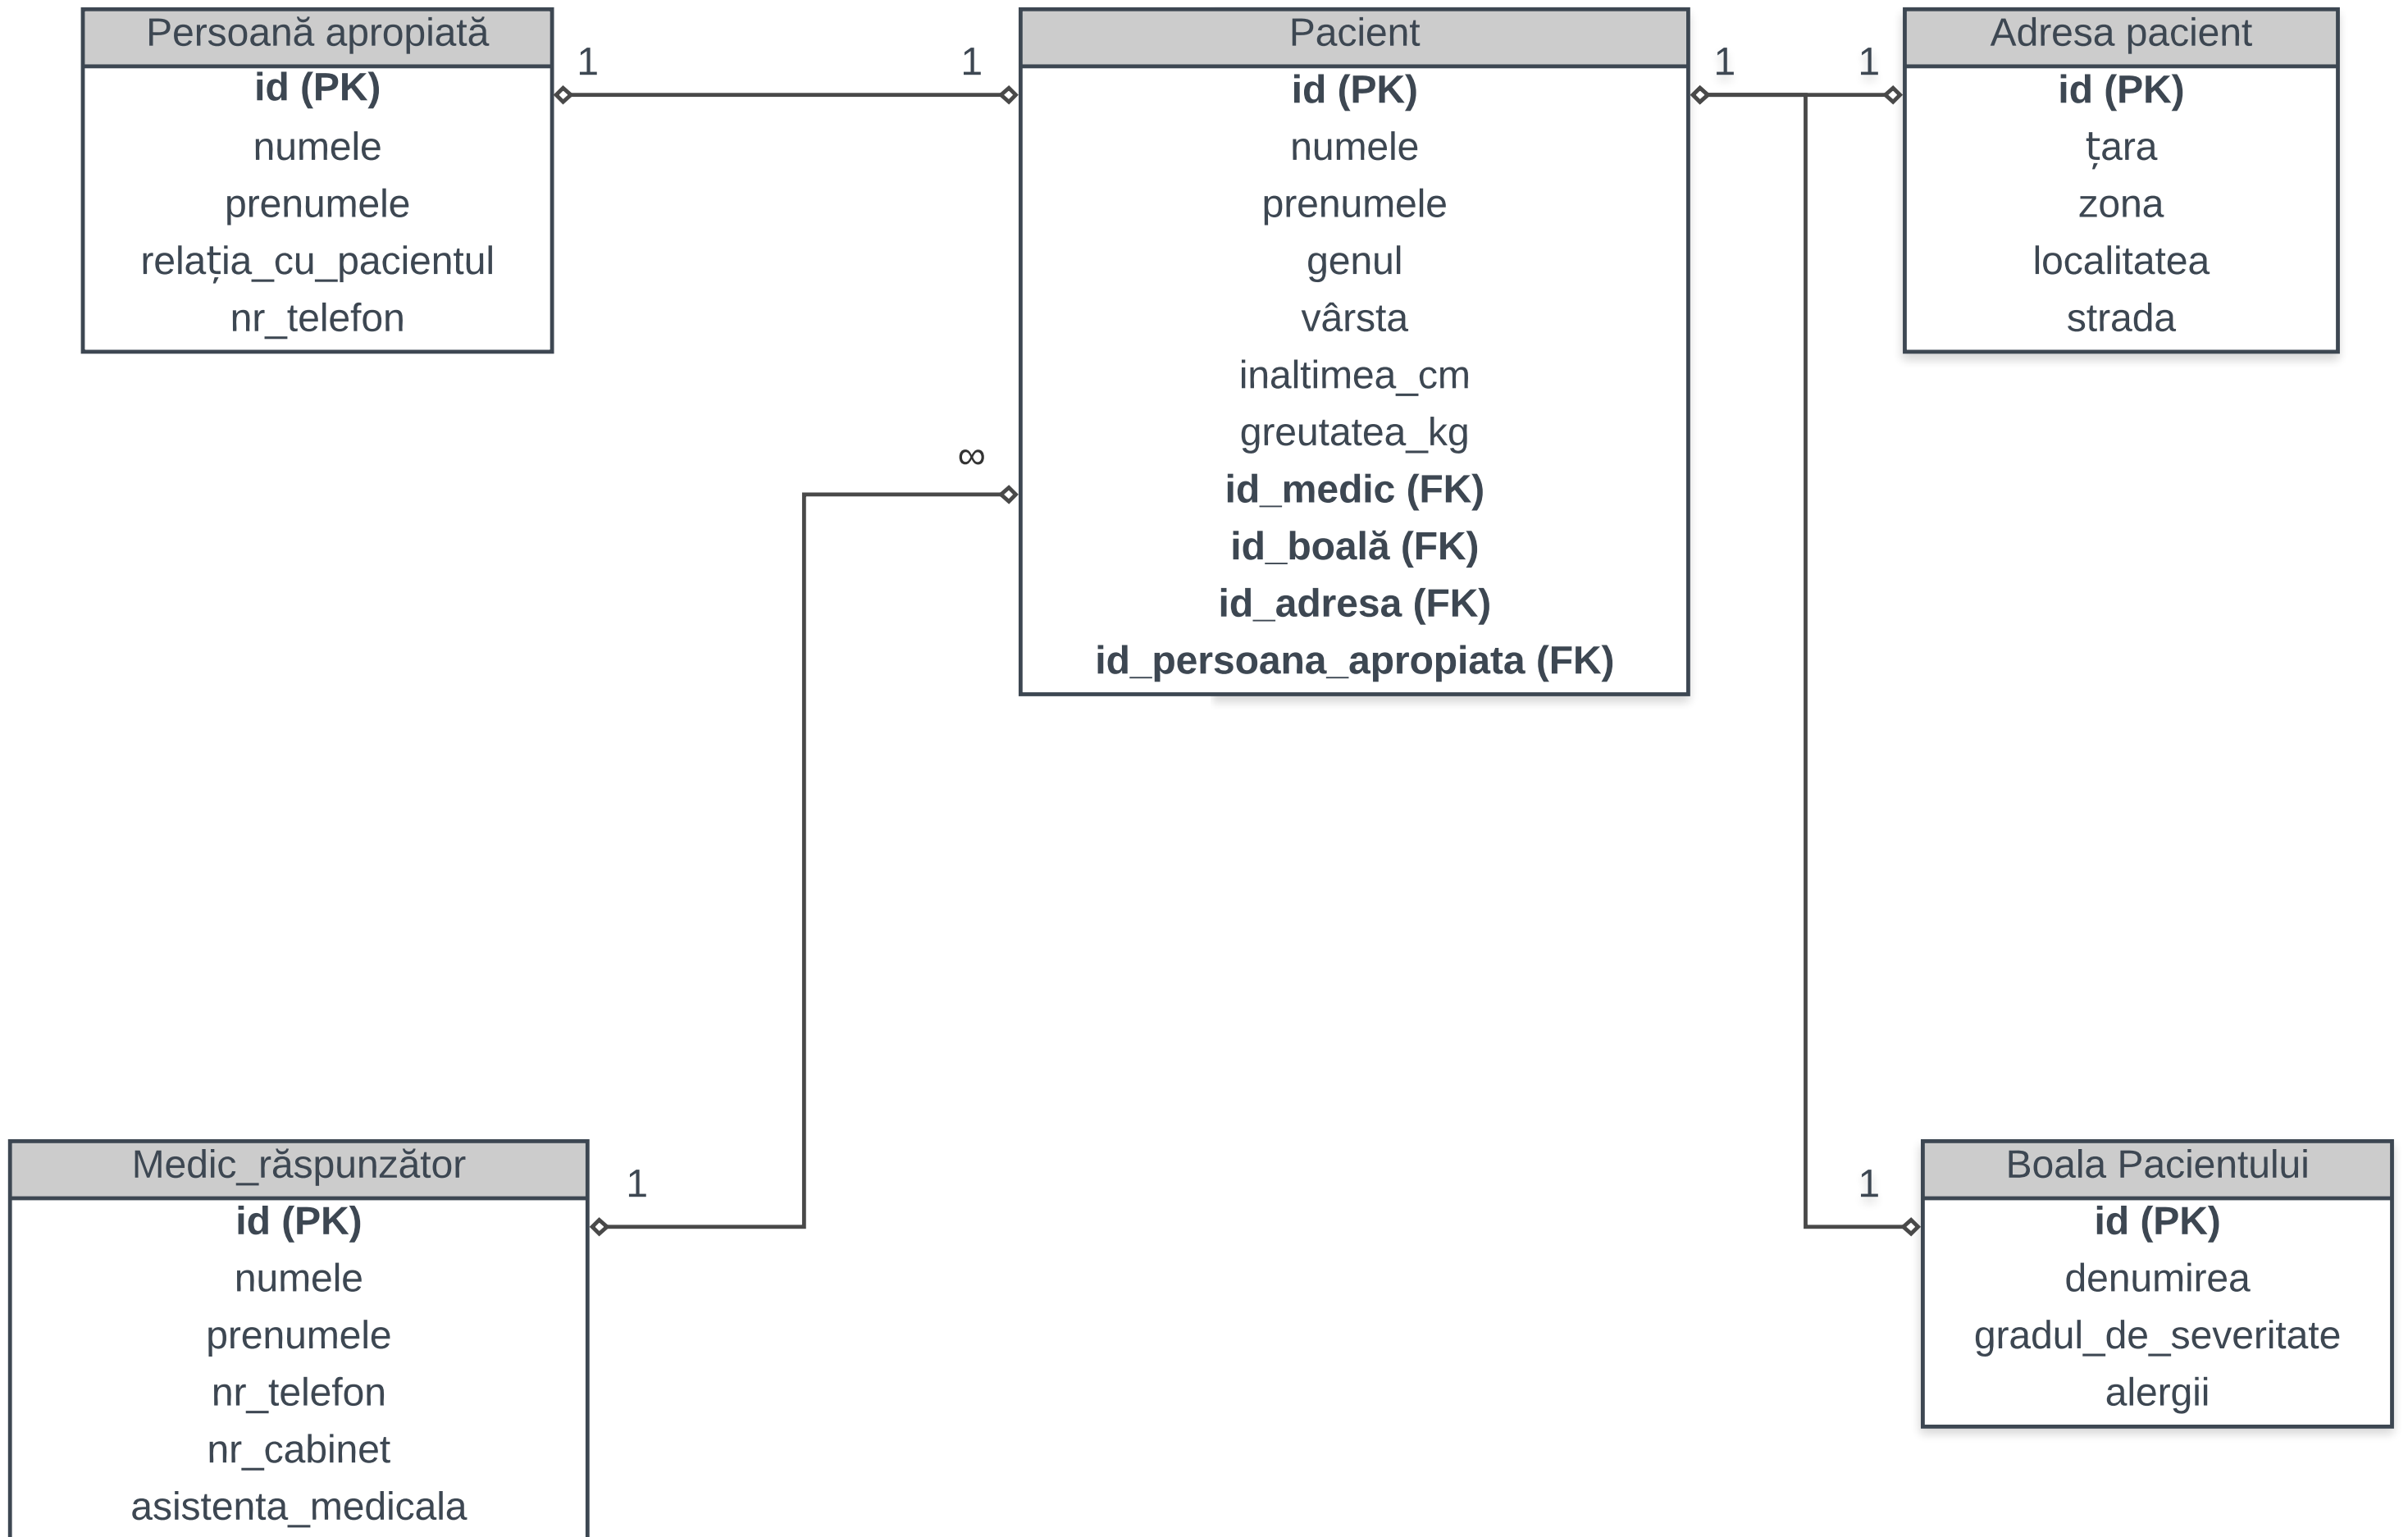 Persoană apropiată
id (PK)
numele
prenumele
relația_cu_pacientul
nr_telefon
1
1
Pacient
id (PK)
numele
prenumele
genul
vârsta
inaltimea_cm
greutatea_kg
id_medic (FK)
id_boală (FK)
id_adresa (FK)
id_persoana_apropiata (FK)
∞
1
1
Adresa pacient
id (PK)
țara
zona
localitatea
strada
Medic_răspunzător
id (PK)
numele
prenumele
nr_telefon
nr_cabinet
asistenta_medicala
1
1
Boala Pacientului
id (PK)
denumirea
gradul_de_severitate
alergii